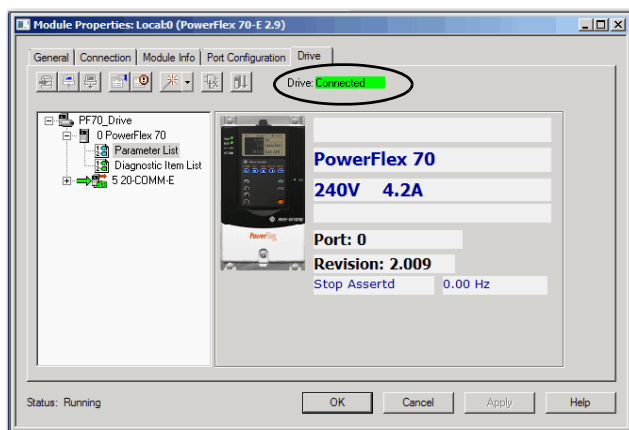 Module Properties: Local:0 (PowerFlex 70-E 2.9)
General Connection Module Info Port Configuration Drive
Drive: Connected
PF70_Drive
0 PowerFlex 70
Parameter List
Diagnostic Item List
5 20-COMM-E
PowerFlex
PowerFlex 70
240V 4.2A
Port: 0
Revision: 2.009
Stop Assertd 0.00 Hz
Status: Running
OK Cancel Apply Help